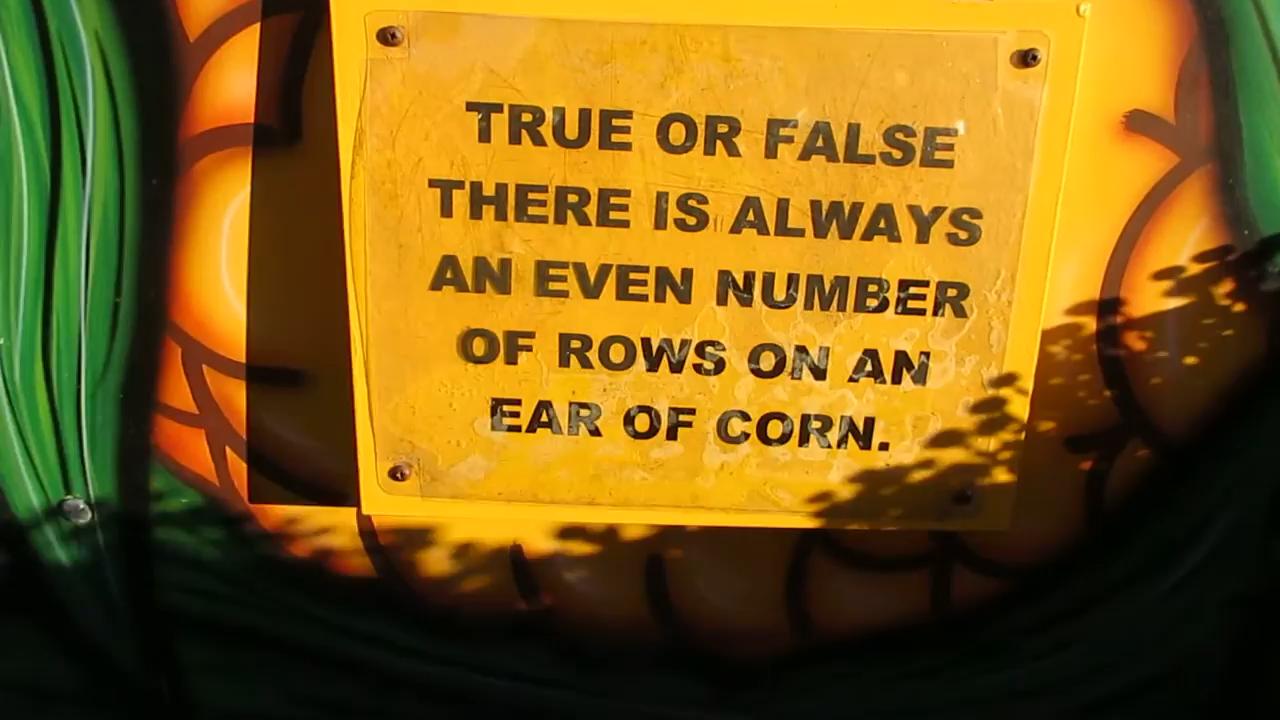 TRUE OR FALSE
THERE IS ALWAYS
AN EVEN NUMBER
OF ROWS ON AN
EAR OF CORN.